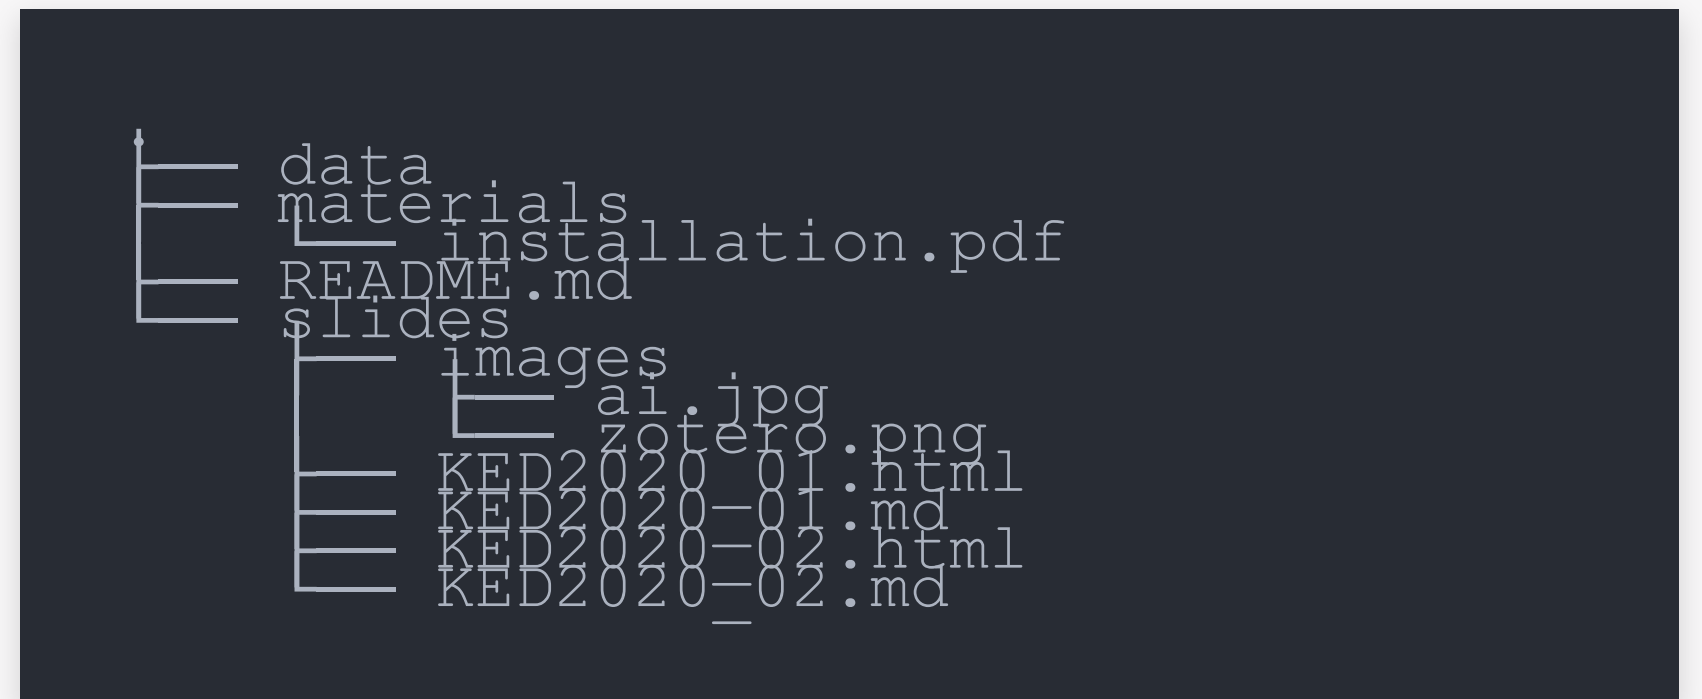 .
├── data
├── materials
│   └── installation.pdf
├── README.md
└── slides
    ├── images
    │   ├── ai.jpg
    │   └── zotero.png
    ├── KED2020_01.html
    ├── KED2020_01.md
    ├── KED2020_02.html
    └── KED2020_02.md